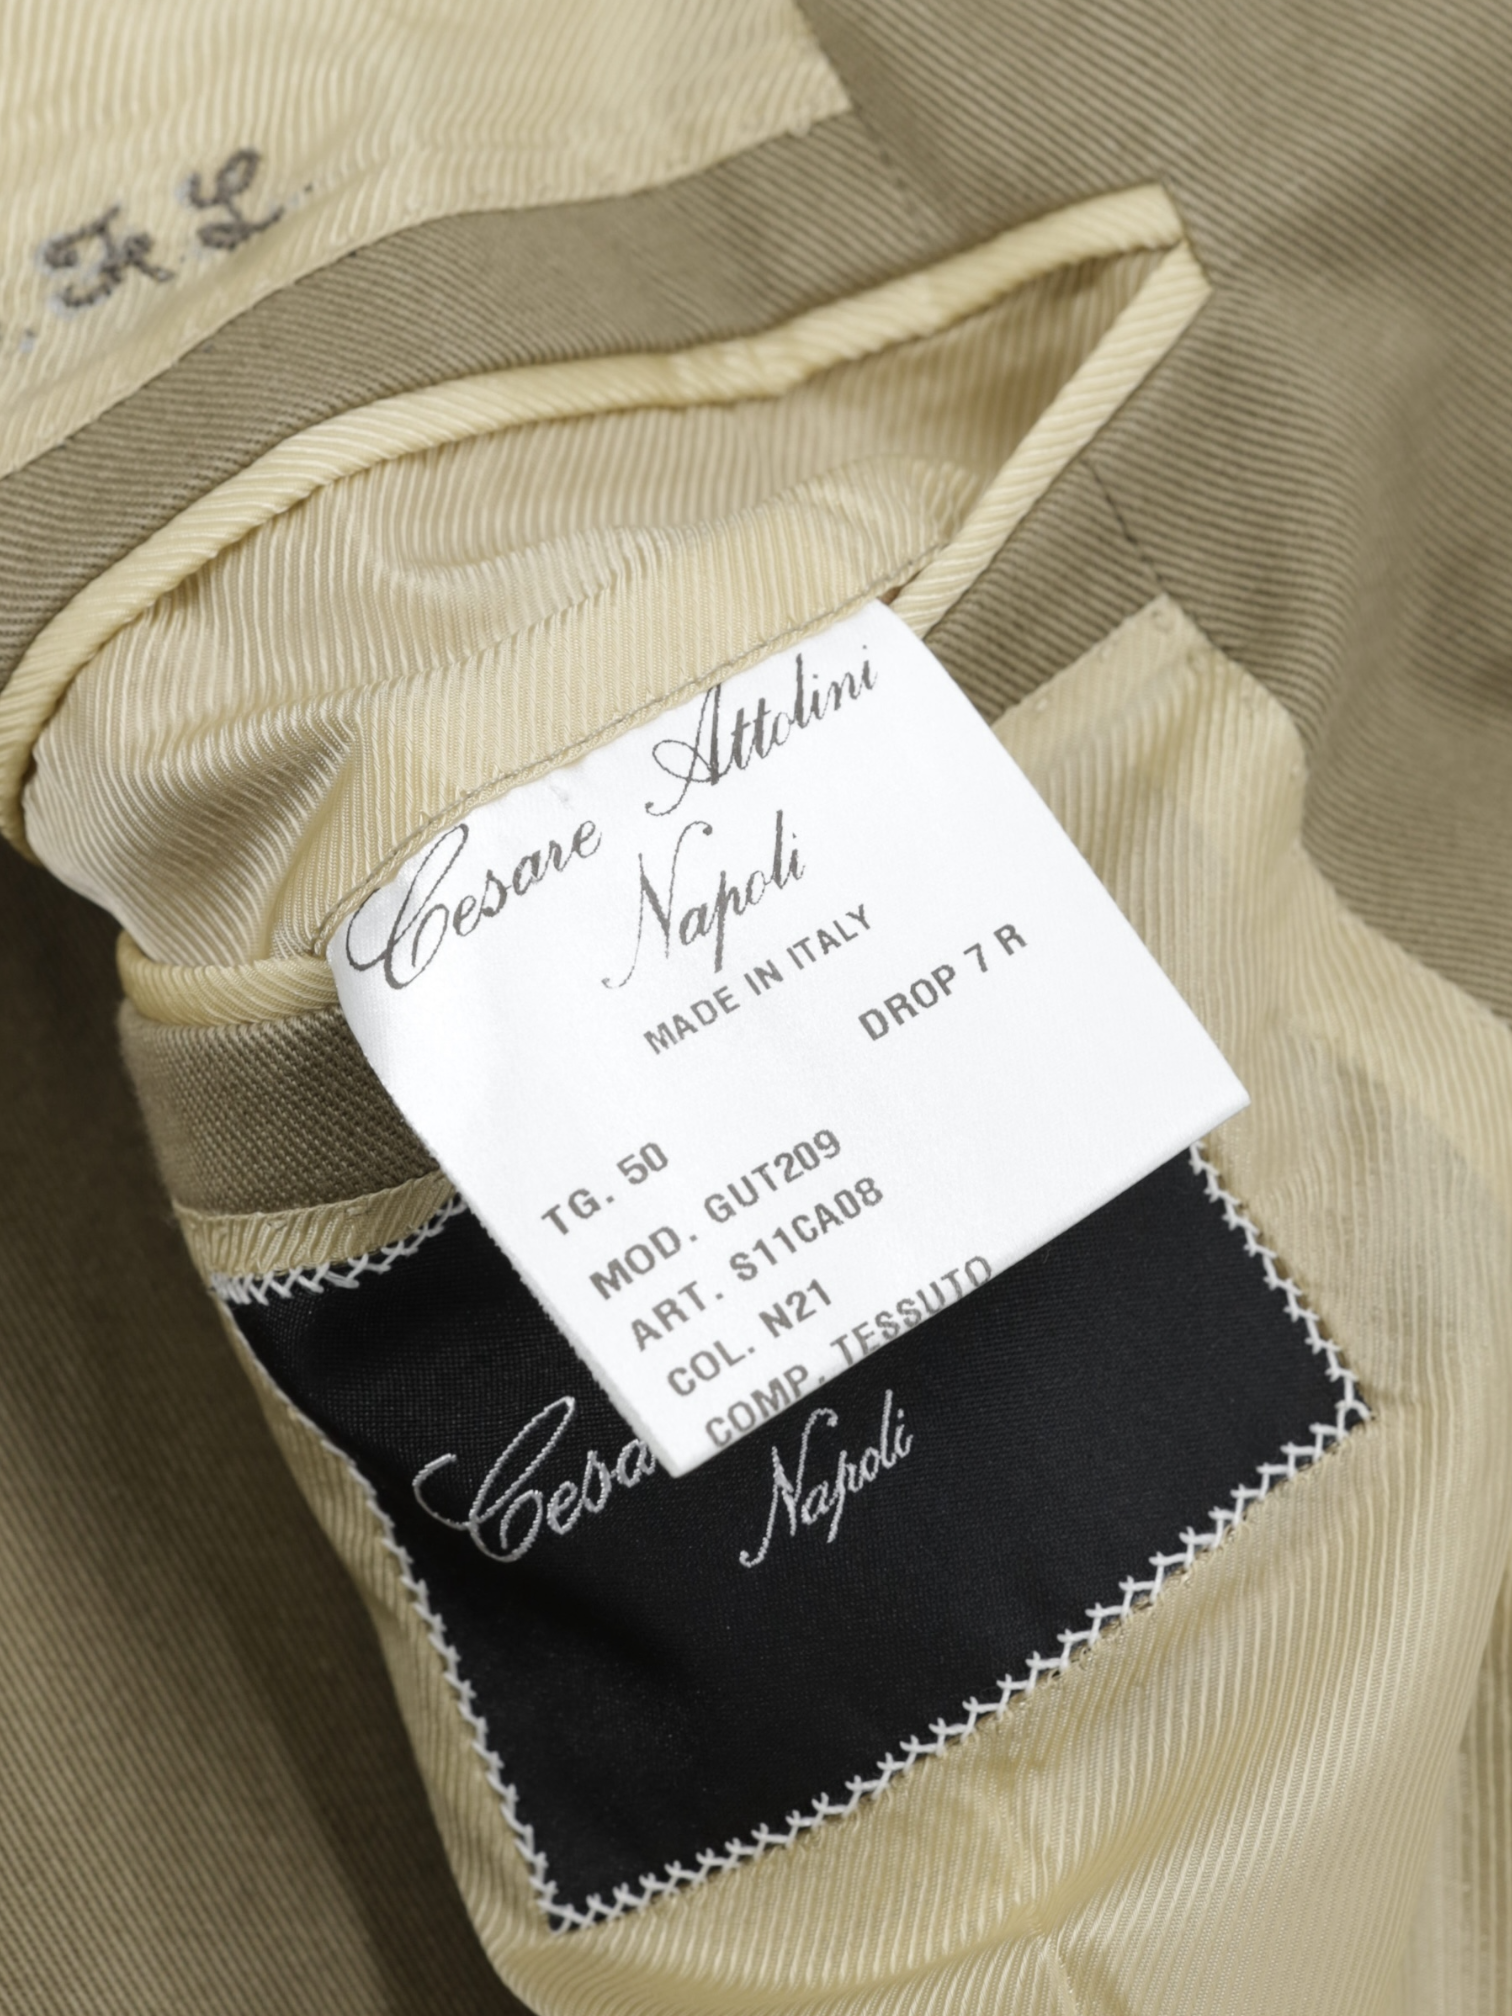 F. L.
Cesare Attolini
Napoli
MADE IN ITALY
DROP 7 R
TG. 50
MOD. GUT209
ART. S11CA08
COL. N21
COMP. TESSUTO
Cesa
Napoli